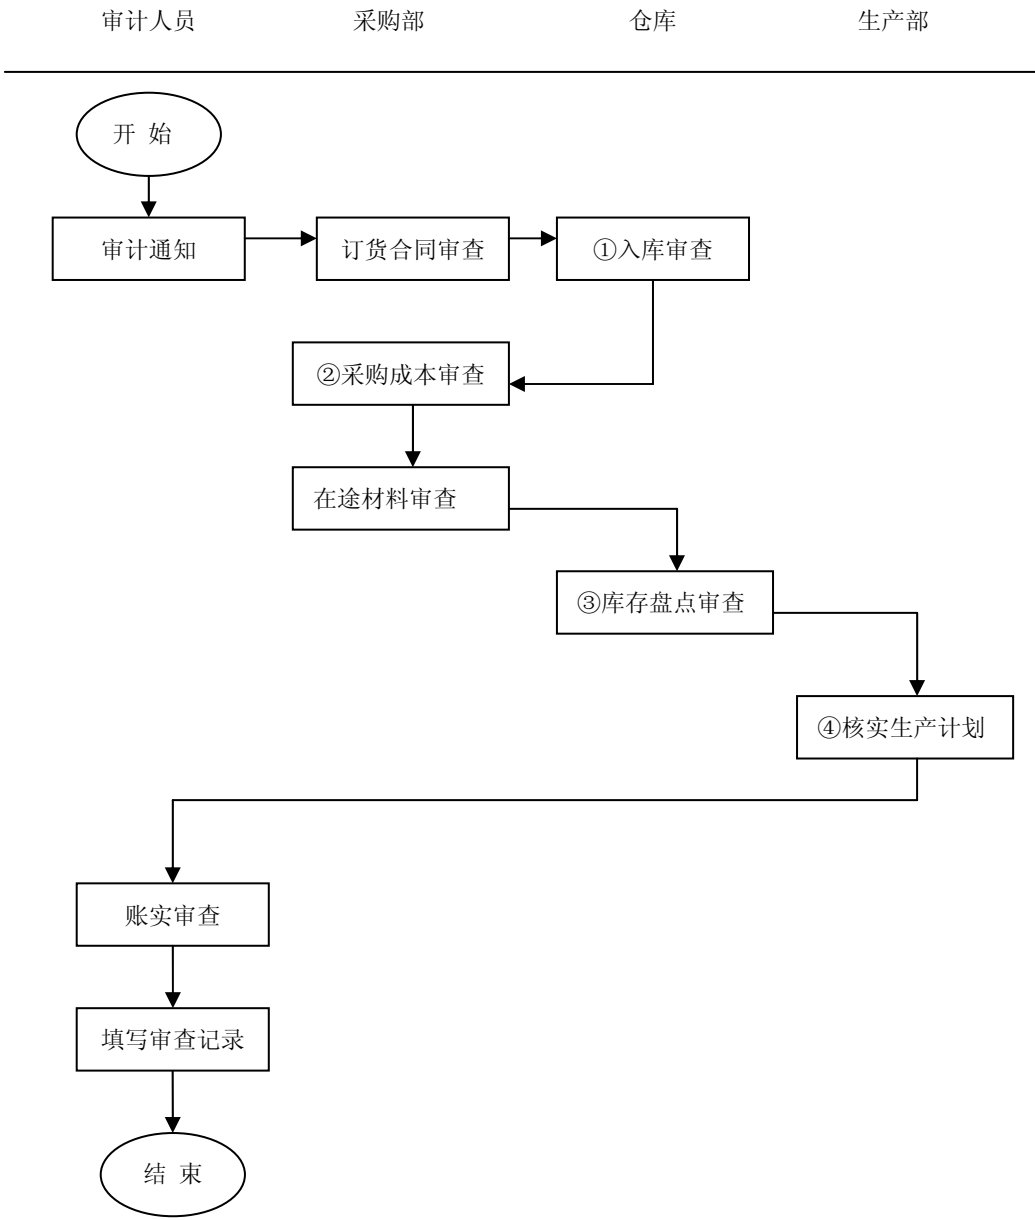 审计人员 采购部 仓库 生产部
开 始
审计通知 订货合同审查 ①入库审查
②采购成本审查
在途材料审查
③库存盘点审查
④核实生产计划
账实审查
填写审查记录
结 束